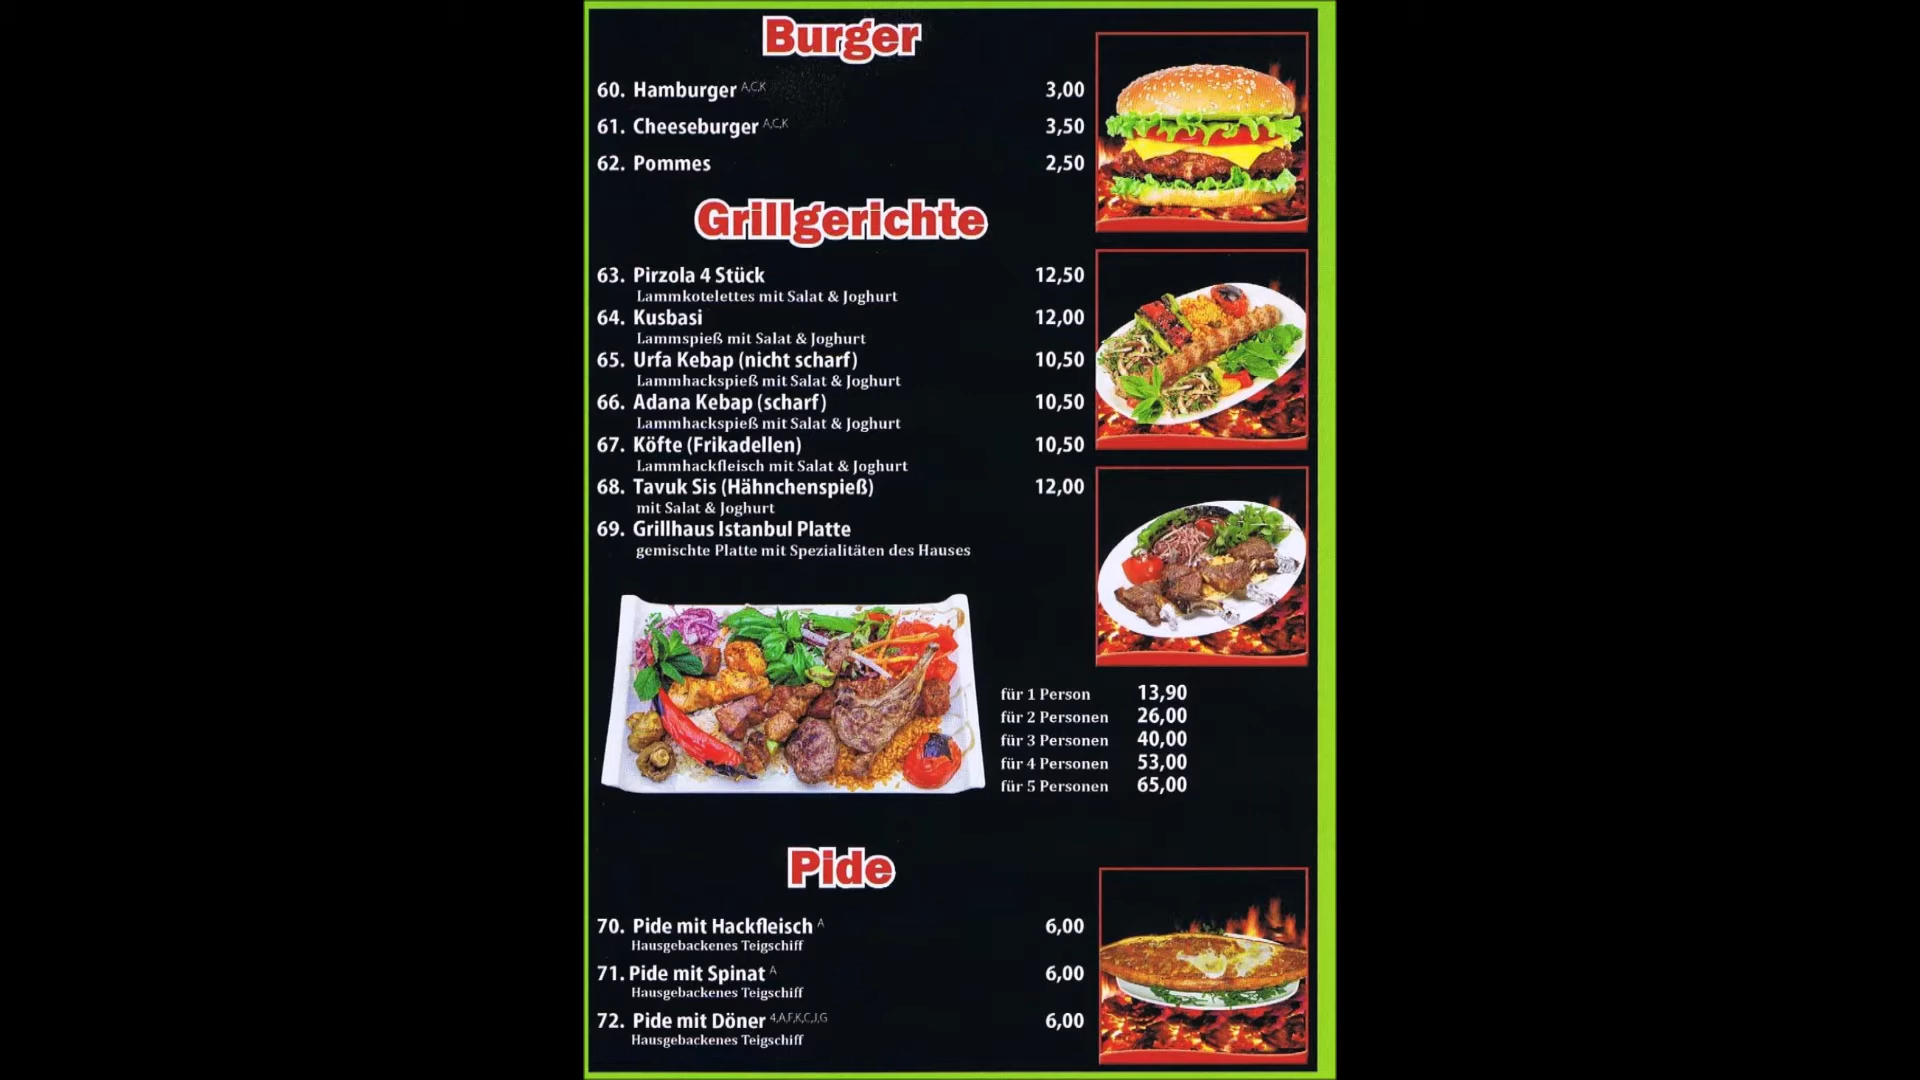 Burger
60. Hamburger A,C,K 3,00
61. Cheeseburger A,C,K 3,50
62. Pommes 2,50
Grillgerichte
63. Pirzola 4 Stück 12,50
Lammkotelettes mit Salat & Joghurt
64. Kusbasi 12,00
Lammspieß mit Salat & Joghurt
65. Urfa Kebap (nicht scharf) 10,50
Lammhackspieß mit Salat & Joghurt
66. Adana Kebap (scharf) 10,50
Lammhackspieß mit Salat & Joghurt
67. Köfte (Frikadellen) 10,50
Lammhackfleisch mit Salat & Joghurt
68. Tavuk Sis (Hähnchenspieß) 12,00
mit Salat & Joghurt
69. Grillhaus Istanbul Platte
gemischte Platte mit Spezialitäten des Hauses
für 1 Person 13,90
für 2 Personen 26,00
für 3 Personen 40,00
für 4 Personen 53,00
für 5 Personen 65,00
Pide
70. Pide mit Hackfleisch A 6,00
Hausgebackenes Teigschiff
71. Pide mit Spinat A 6,00
Hausgebackenes Teigschiff
72. Pide mit Döner 4,A,F,K,C,J,G 6,00
Hausgebackenes Teigschiff